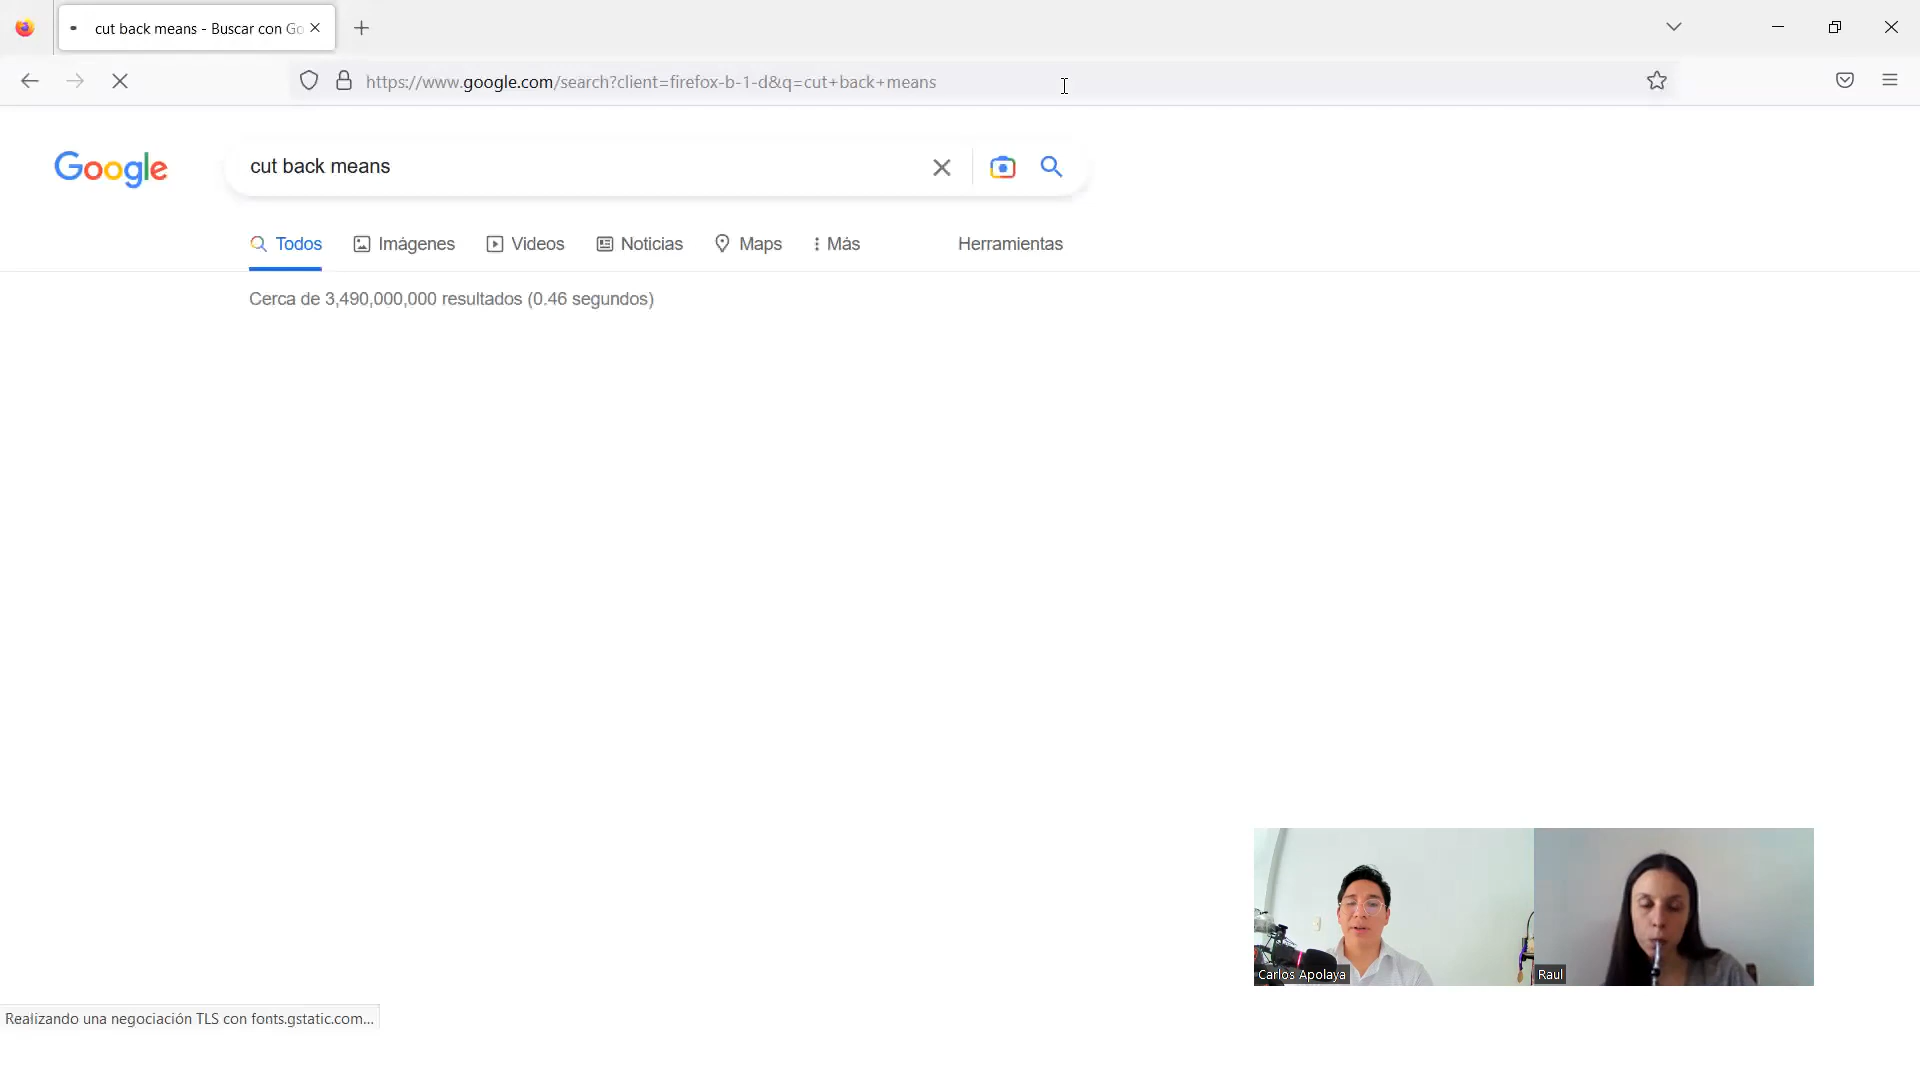 cut back means - Buscar con Go
https://www.google.com/search?client=firefox-b-1-d&q=cut+back+means
Google
cut back means
Todos
Imágenes
Videos
Noticias
Maps
Más
Herramientas
Cerca de 3,490,000,000 resultados (0.46 segundos)
Carlos Apolaya
Raul
Realizando una negociación TLS con fonts.gstatic.com...